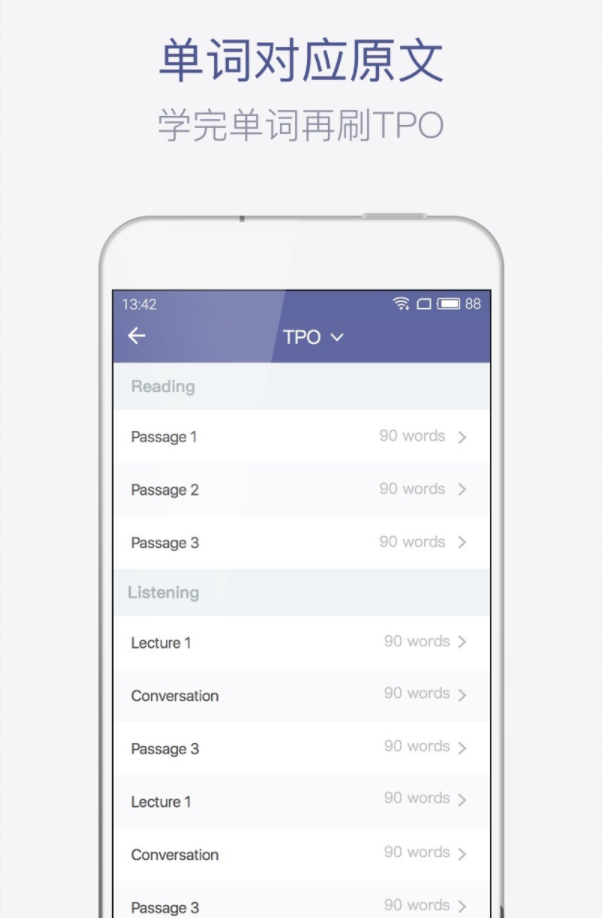 单词对应原文
学完单词再刷TPO
13:42 88
TPO
Reading
Passage 1 90 words
Passage 2 90 words
Passage 3 90 words
Listening
Lecture 1 90 words
Conversation 90 words
Passage 3 90 words
Lecture 1 90 words
Conversation 90 words
Passage 3 90 words